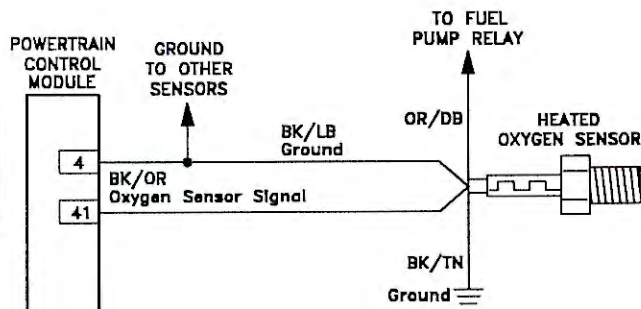 POWERTRAIN
CONTROL
MODULE
GROUND
TO OTHER
SENSORS
TO FUEL
PUMP RELAY
HEATED
OXYGEN SENSOR
OR/DB
BK/LB
Ground
4
BK/OR
Oxygen Sensor Signal
41
BK/TN
Ground